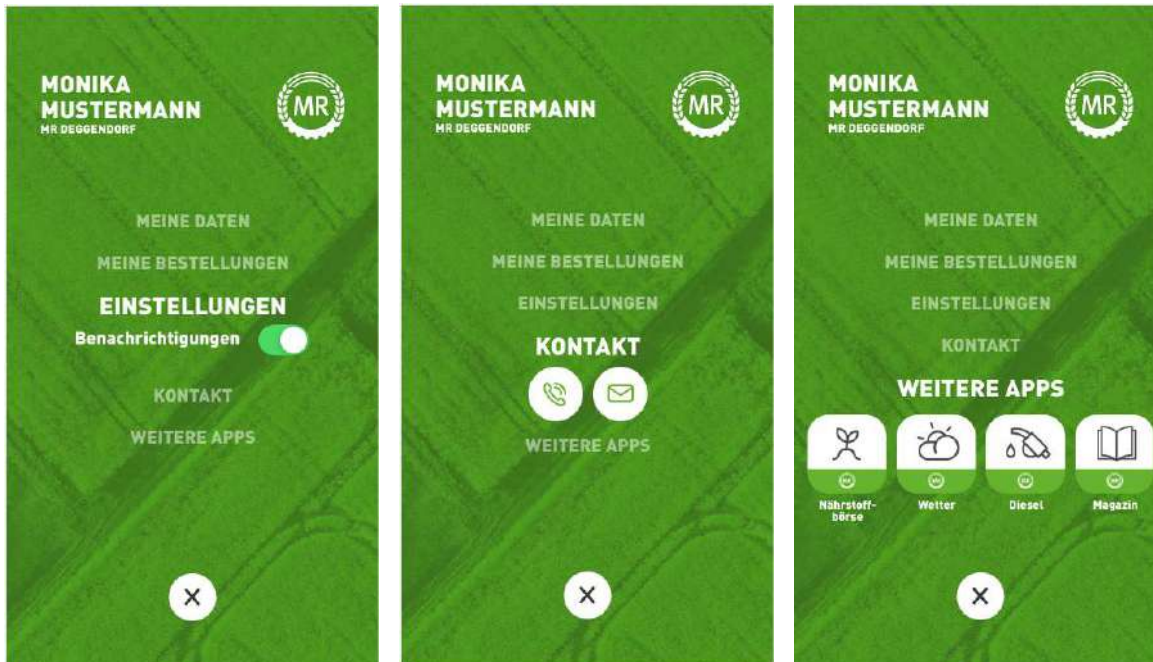 MONIKA
MUSTERMANN
MR DEGGENDORF
MR
MEINE DATEN
MEINE BESTELLUNGEN
EINSTELLUNGEN
Benachrichtigungen
KONTAKT
WEITERE APPS
X
MONIKA
MUSTERMANN
MR DEGGENDORF
MR
MEINE DATEN
MEINE BESTELLUNGEN
EINSTELLUNGEN
KONTAKT
WEITERE APPS
X
MONIKA
MUSTERMANN
MR DEGGENDORF
MR
MEINE DATEN
MEINE BESTELLUNGEN
EINSTELLUNGEN
KONTAKT
WEITERE APPS
Nährstoff-
börse
Wetter
Diesel
Magazin
X